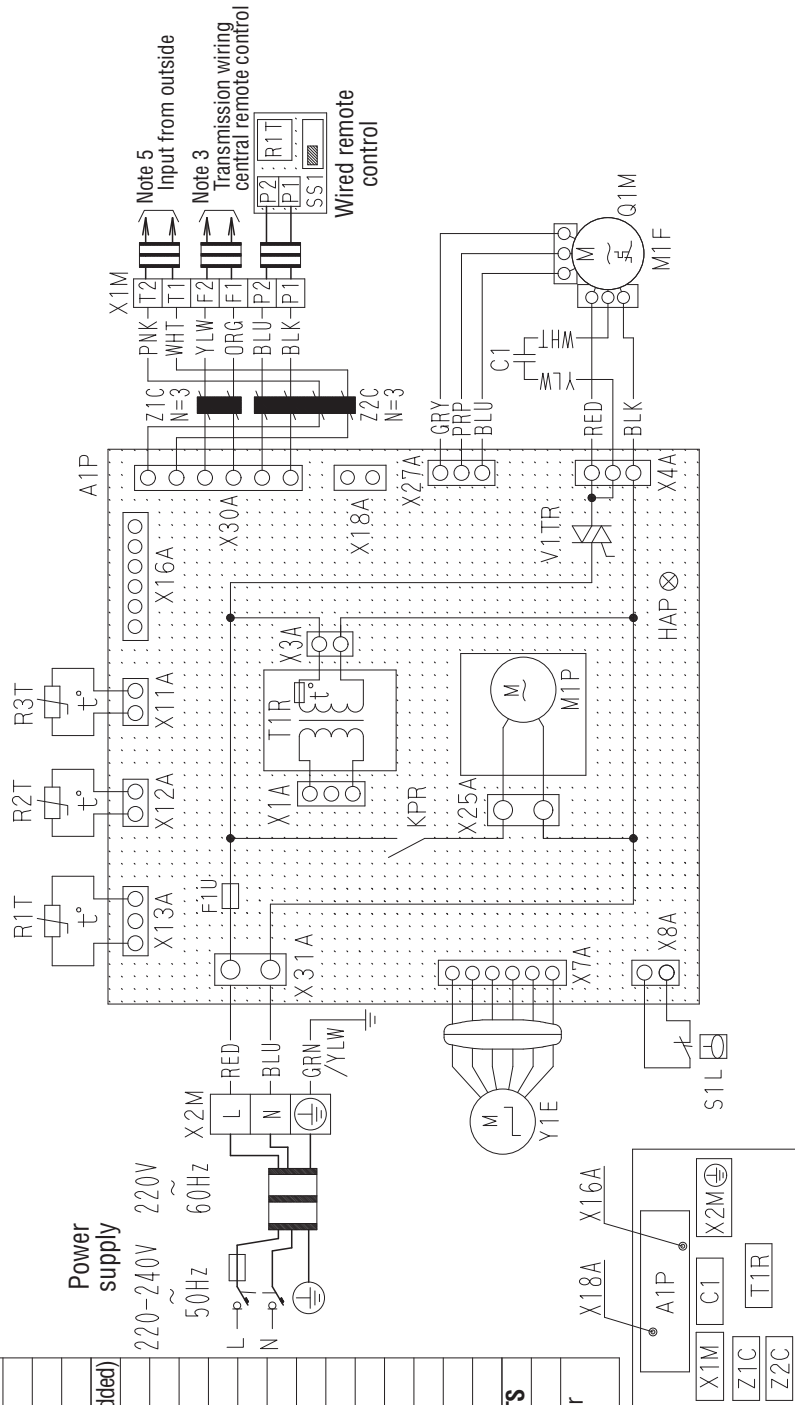 Power
supply
220-240V
~
50Hz
220V
~
60Hz
L
N
X2M
L
N
RED
BLU
GRN
/YLW
X31A
F1U
R1T
t°
X13A
R2T
t°
X12A
R3T
t°
X11A
X16A
A1P
X30A
X18A
X27A
X4A
V1TR
HAP
X3A
T1R
t°
X1A
KPR
X25A
M
~
M1P
X7A
M
Y1E
X8A
S1L
Z1C
N=3
Z2C
N=3
PNK
WHT
YLW
ORG
BLU
BLK
X1M
T2
T1
F2
F1
P2
P1
Note 5
Input from outside
Note 3
Transmission wiring
central remote control
P2
P1
R1T
SS1
Wired remote
control
GRY
PRP
BLU
C1
YLW
WHT
RED
BLK
M
~
Q1M
M1F
X18A
X16A
A1P
X1M
C1
X2M
Z1C
Z2C
T1R
dded)
rs
r